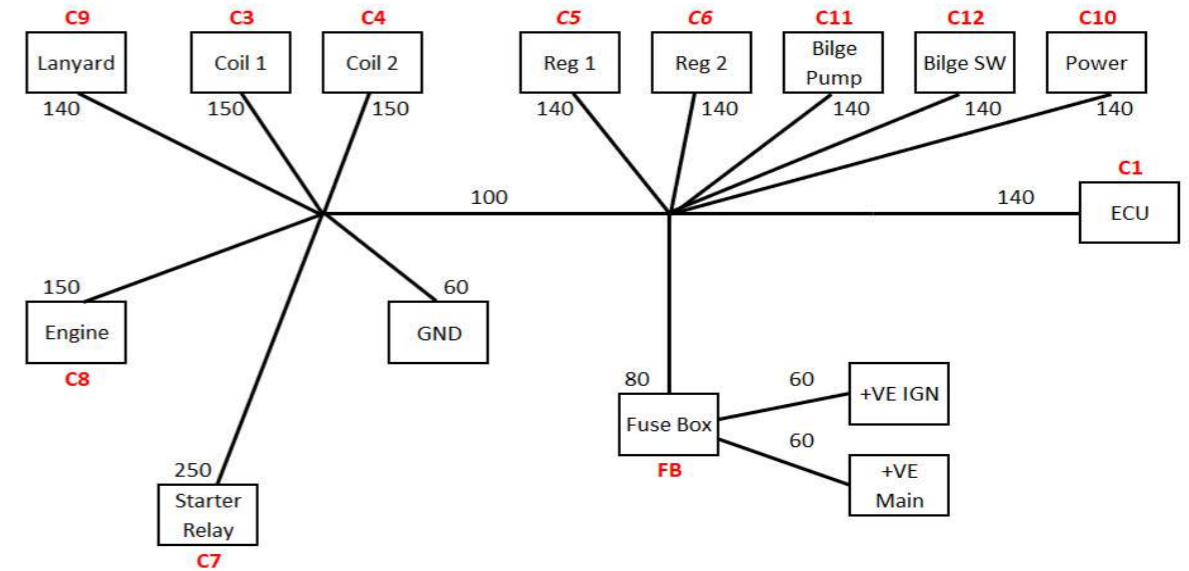 C9 C3 C4 C5 C6 C11 C12 C10
Lanyard Coil 1 Coil 2 Reg 1 Reg 2 Bilge Pump Bilge SW Power
140 150 150 140 140 140 140 140
C1
100 140 ECU
150 60
Engine GND
C8
80 60 +VE IGN
Fuse Box
60
FB
+VE
Main
250
Starter
Relay
C7